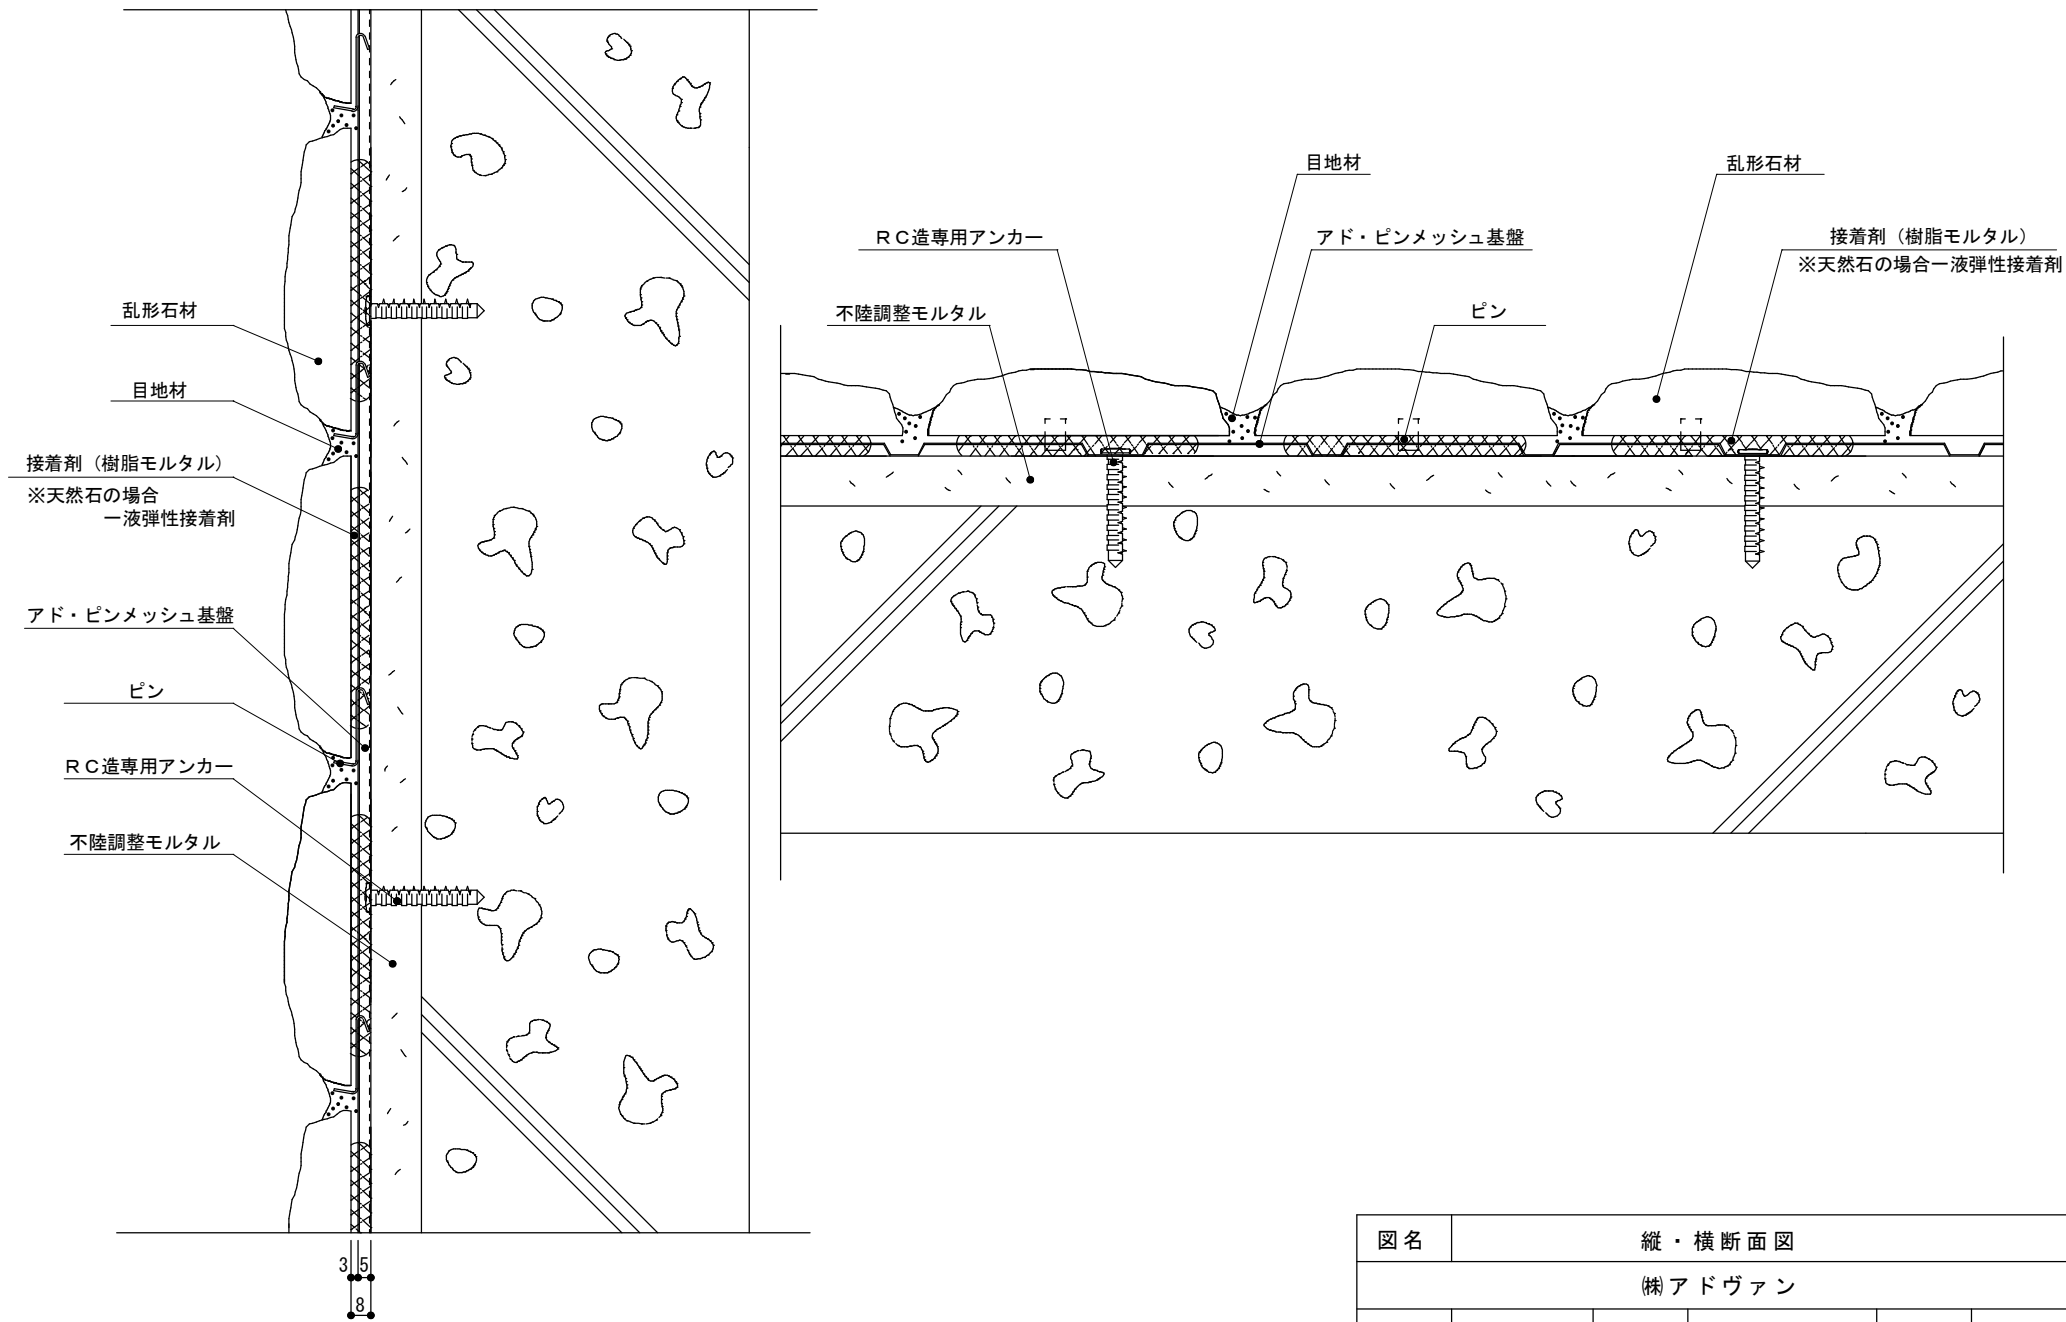 乱形石材
目地材
接着剤（樹脂モルタル）
※天然石の場合
一液弾性接着剤
アド・ピンメッシュ基盤
ピン
ＲＣ造専用アンカー
不陸調整モルタル
3 5
8
目地材
乱形石材
ＲＣ造専用アンカー
アド・ピンメッシュ基盤
接着剤（樹脂モルタル）
※天然石の場合一液弾性接着剤
不陸調整モルタル
ピン
図名
縦・横断面図
㈱アドヴァン